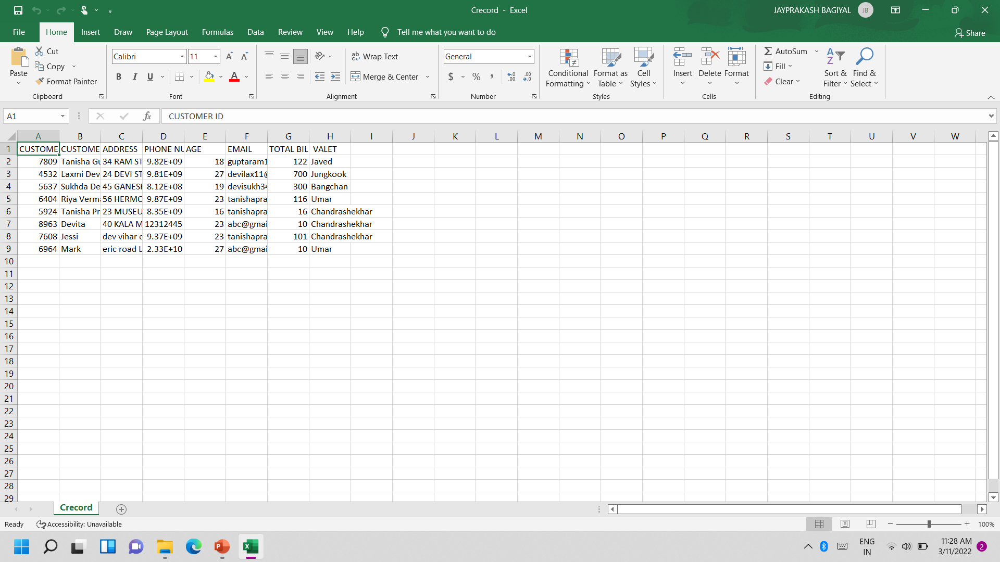 Crecord - Excel
JAYPRAKASH BAGIYAL JB
File Home Insert Draw Page Layout Formulas Data Review View Help Tell me what you want to do Share
Cut
Copy
Format Painter
Paste
Clipboard
Calibri 11
B I U A
Font
ab Wrap Text
Merge & Center
Alignment
General
$ % ,
Number
Conditional Formatting
Format as Table
Cell Styles
Styles
Insert Delete Format
Cells
AutoSum
Fill
Clear
Sort & Filter
Find & Select
Editing
A1 fx CUSTOMER ID
A B C D E F G H I J K L M N O P Q R S T U V W
1 CUSTOME CUSTOME ADDRESS PHONE NU AGE EMAIL TOTAL BIL VALET
2 7809 Tanisha Gu 34 RAM ST 9.82E+09 18 guptaram1 122 Javed
3 4532 Laxmi Dev 24 DEVI ST 9.81E+09 27 devilax11@ 700 Jungkook
4 5637 Sukhda De 45 GANESH 8.12E+08 19 devisukh34 300 Bangchan
5 6404 Riya Verma 56 HERMO 9.87E+09 23 tanishapra 116 Umar
6 5924 Tanisha Pr 23 MUSEU 8.35E+09 16 tanishapra 16 Chandrashekhar
7 8963 Devita 40 KALA M 12312445 23 abc@gmai 10 Chandrashekhar
8 7608 Jessi dev vihar c 9.37E+09 23 tanishapra 101 Chandrashekhar
9 6964 Mark eric road L 2.33E+10 27 abc@gmai 10 Umar
10
11
12
13
14
15
16
17
18
19
20
21
22
23
24
25
26
27
28
29
Crecord
Ready Accessibility: Unavailable 100%
ENG
IN
11:28 AM
3/11/2022
2